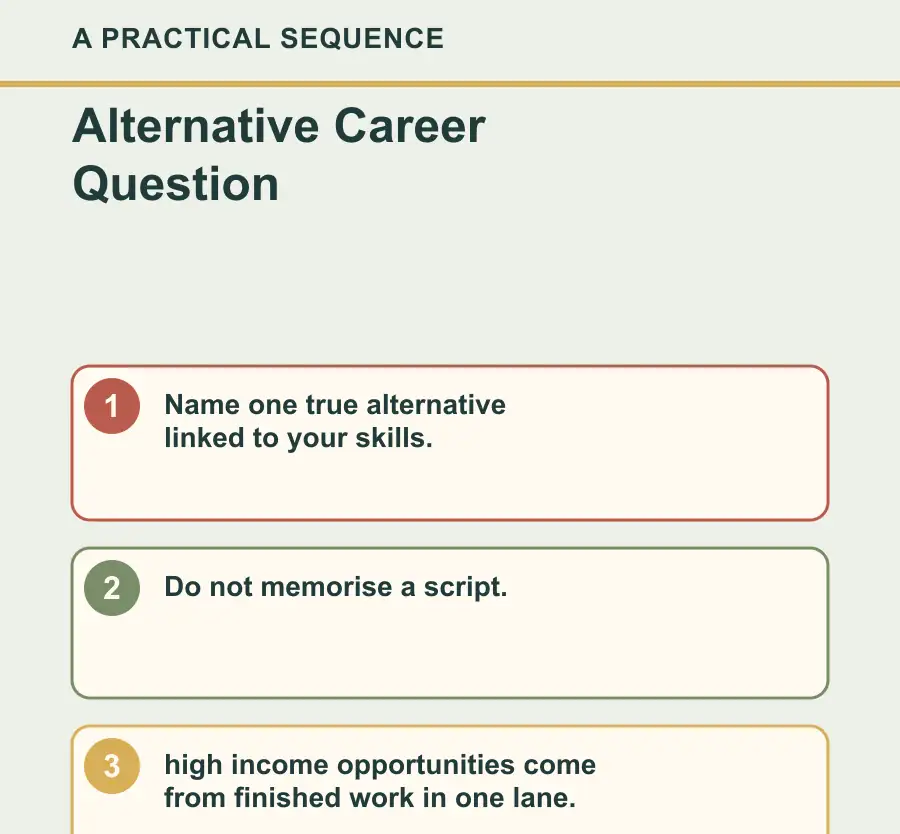 A PRACTICAL SEQUENCE
Alternative Career
Question
1
Name one true alternative
linked to your skills.
2
Do not memorise a script.
3
high income opportunities come
from finished work in one lane.